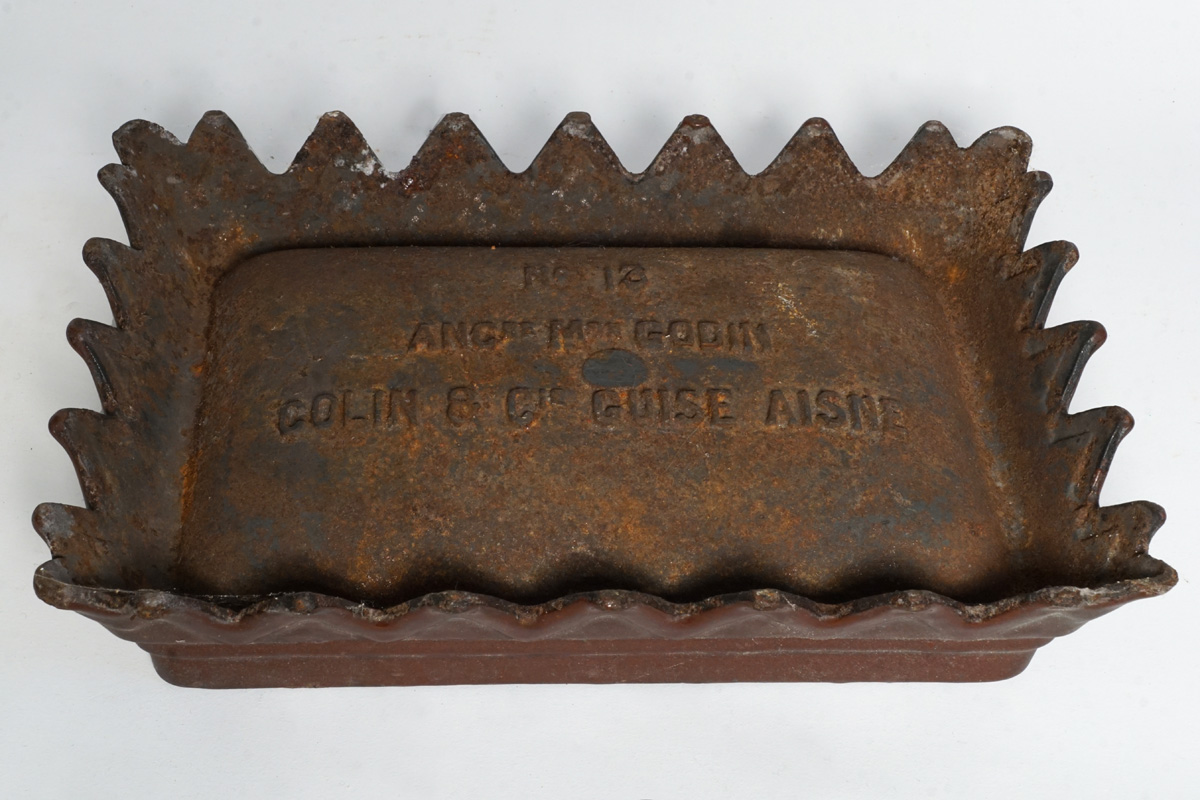 No 12
ANCNE MON GODIN
COLIN & CIE GUISE AISNE